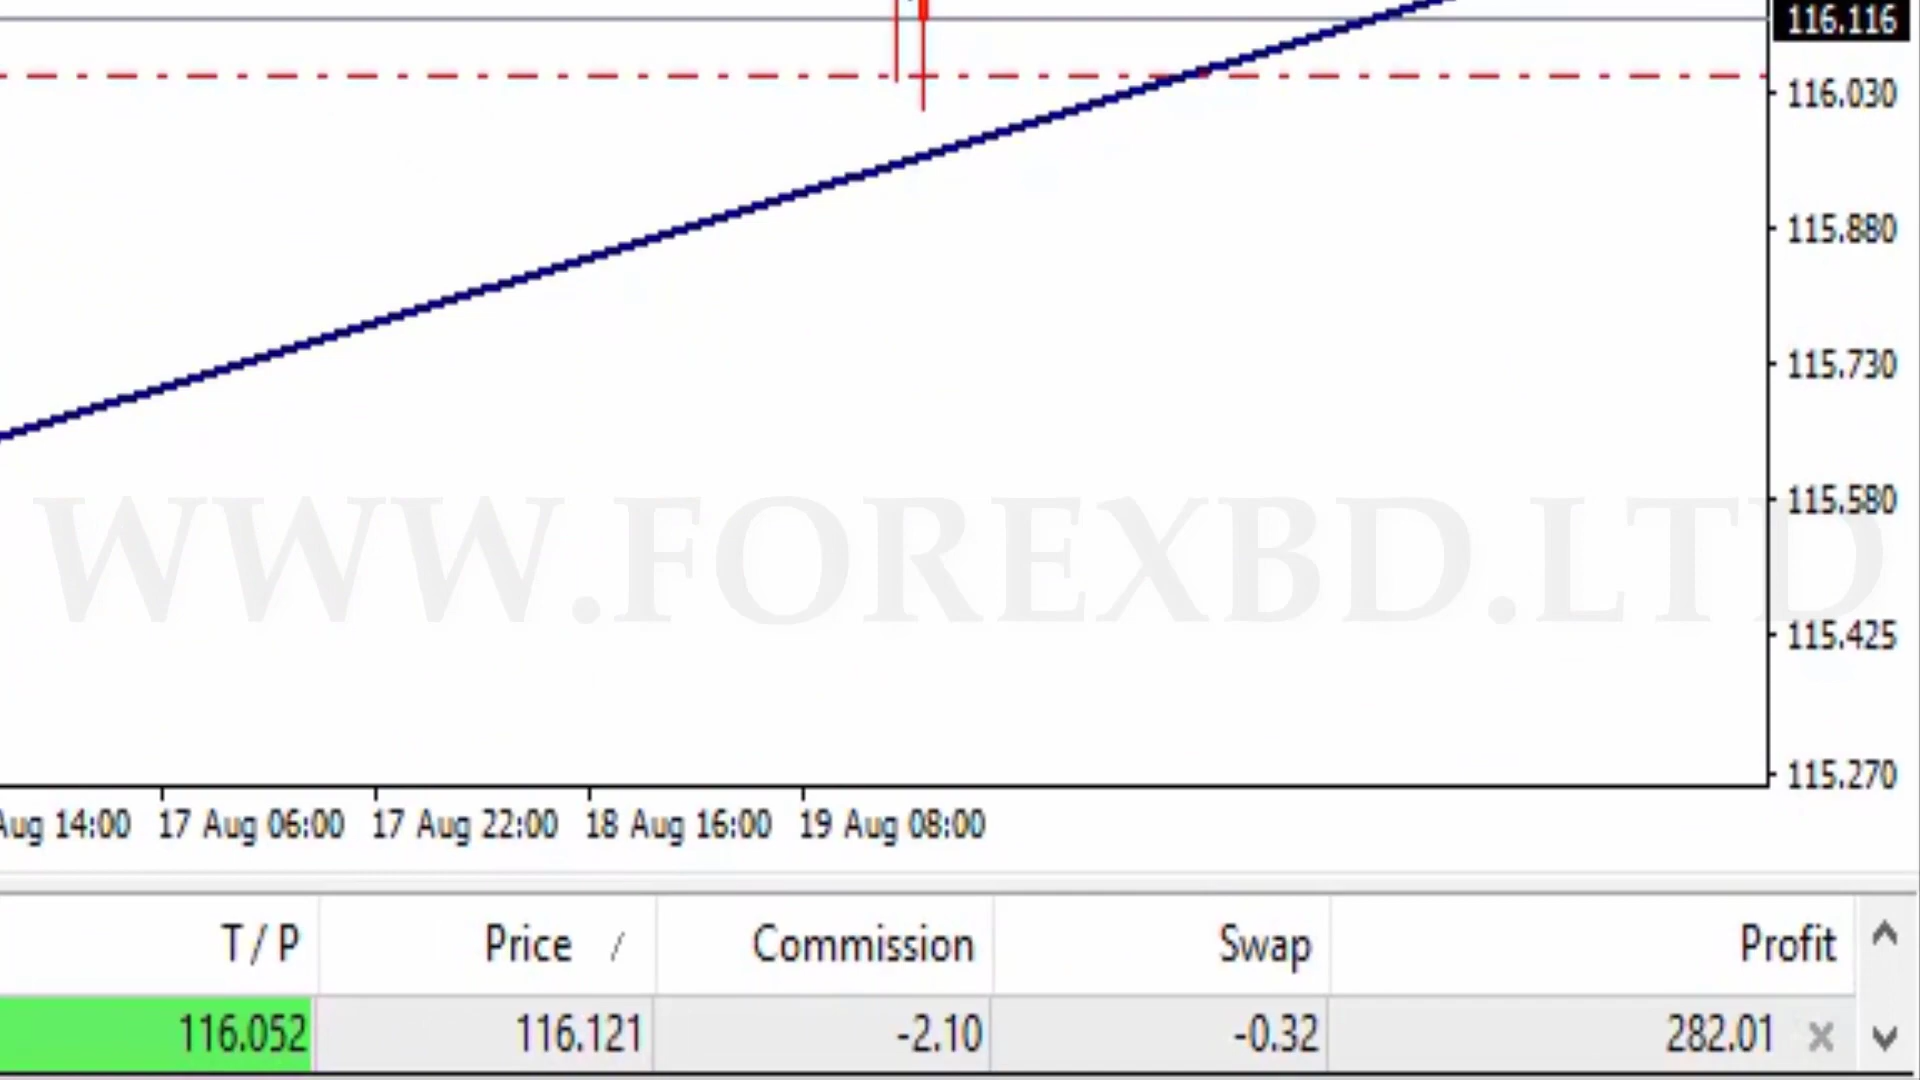 116.116
116.030
115.880
115.730
115.580
WWW.FOREXBD.LTD
115.425
115.270
Aug 14:00 17 Aug 06:00 17 Aug 22:00 18 Aug 16:00 19 Aug 08:00
T / P Price / Commission Swap Profit
116.052 116.121 -2.10 -0.32 282.01 x